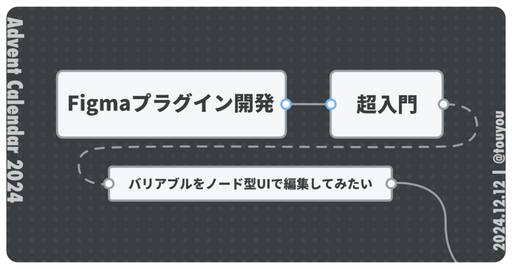 Advent Calendar 2024
Figmaプラグイン開発
超入門
バリアブルをノード型UIで編集してみたい
2024.12.12 | @touyou